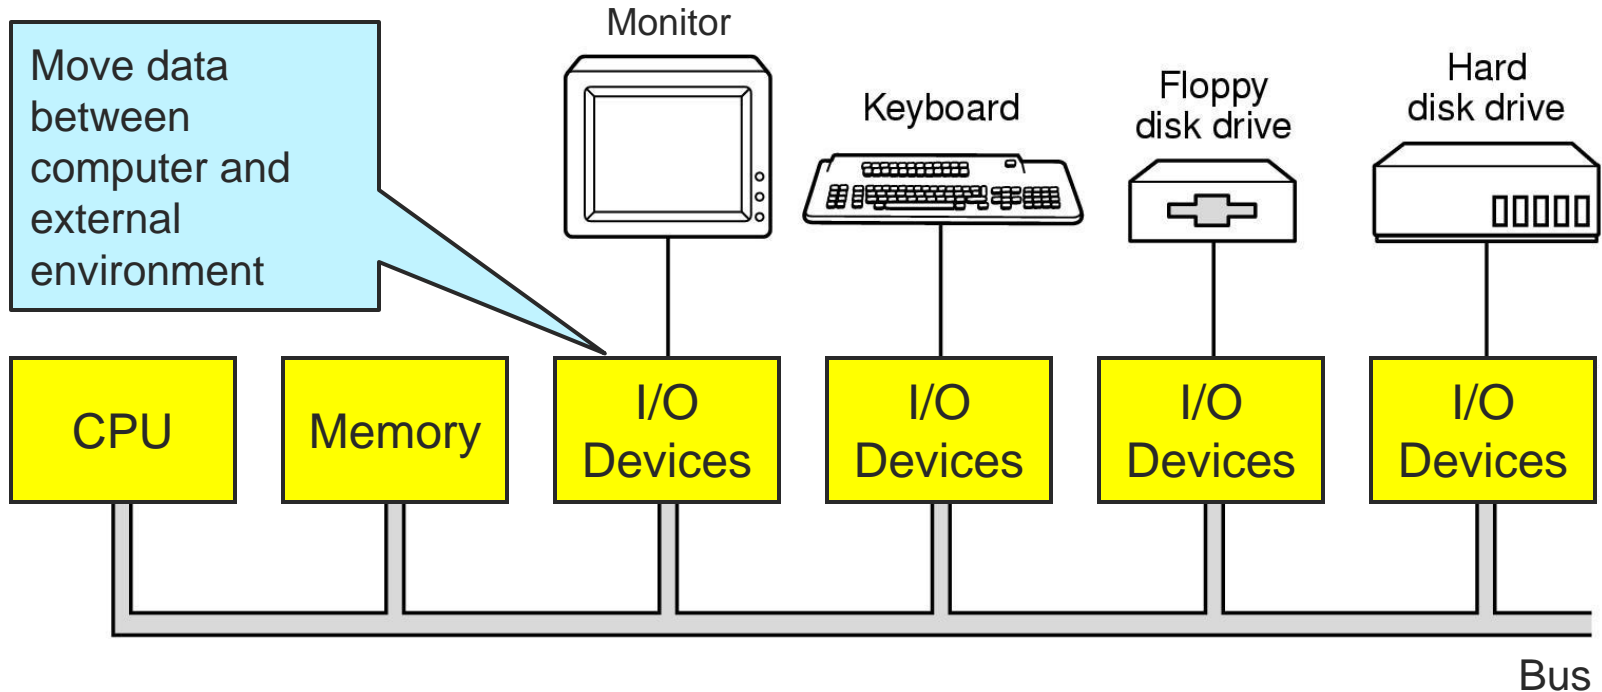 Monitor
Move data
between
computer and
external
environment
Keyboard
Floppy
disk drive
Hard
disk drive
CPU
Memory
I/O
Devices
I/O
Devices
I/O
Devices
I/O
Devices
Bus